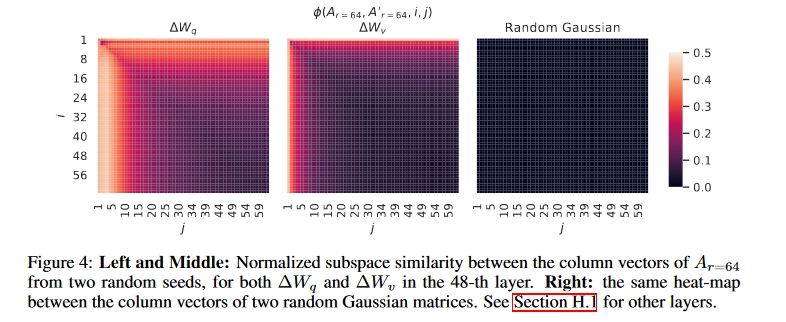 ϕ(A_{r=64}, A'_{r=64}, i, j)
ΔW_q
ΔW_v
Random Gaussian
1
8
16
24
32
40
48
56
i
1 5 10 15 20 25 29 34 39 44 49 54 59
j
1 5 10 15 20 25 29 34 39 44 49 54 59
j
1 5 10 15 20 25 29 34 39 44 49 54 59
j
0.5
0.4
0.3
0.2
0.1
0.0
Figure 4: Left and Middle: Normalized subspace similarity between the column vectors of A_{r=64}
from two random seeds, for both ΔW_q and ΔW_v in the 48-th layer. Right: the same heat-map
between the column vectors of two random Gaussian matrices. See Section H.1 for other layers.